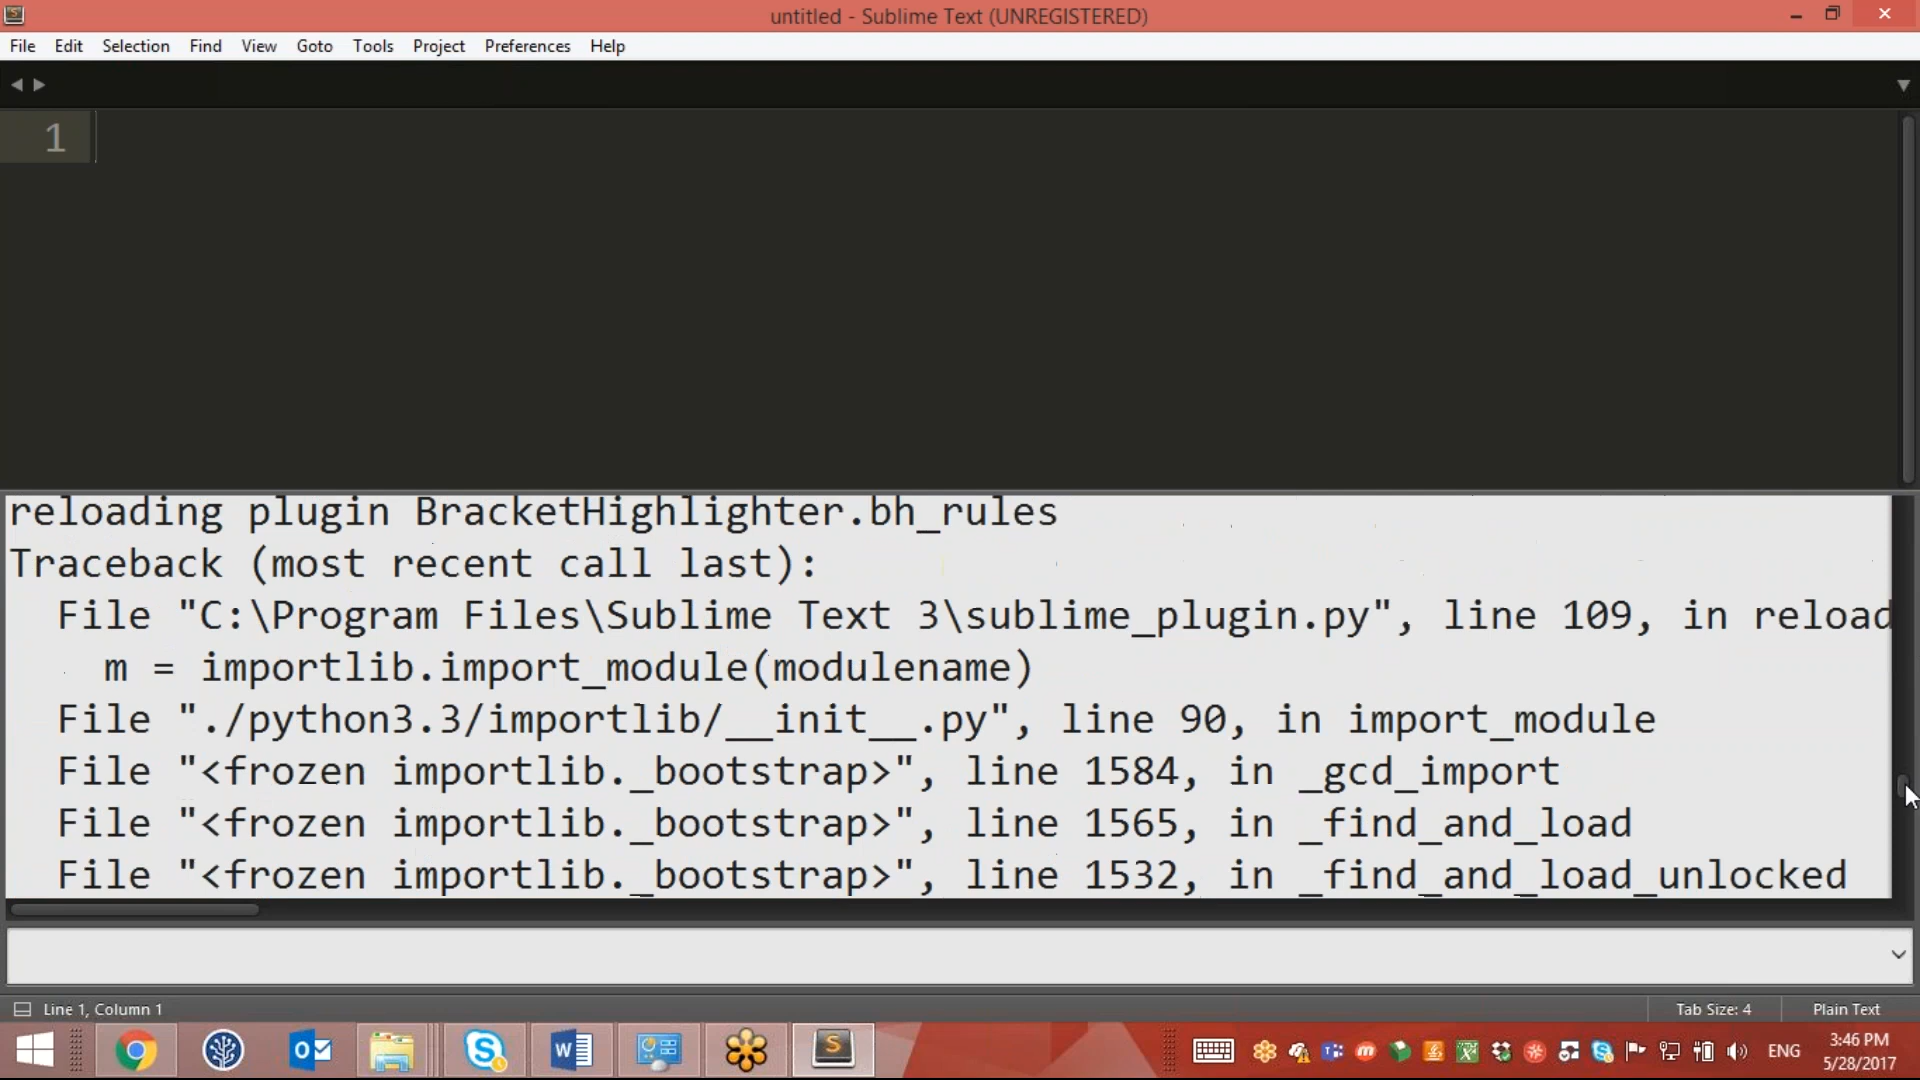 untitled - Sublime Text (UNREGISTERED)
File Edit Selection Find View Goto Tools Project Preferences Help
1
reloading plugin BracketHighlighter.bh_rules
Traceback (most recent call last):
File "C:\Program Files\Sublime Text 3\sublime_plugin.py", line 109, in reload
m = importlib.import_module(modulename)
File "./python3.3/importlib/__init__.py", line 90, in import_module
File "<frozen importlib._bootstrap>", line 1584, in _gcd_import
File "<frozen importlib._bootstrap>", line 1565, in _find_and_load
File "<frozen importlib._bootstrap>", line 1532, in _find_and_load_unlocked
Line 1, Column 1 Tab Size: 4 Plain Text
ENG
3:46 PM
5/28/2017